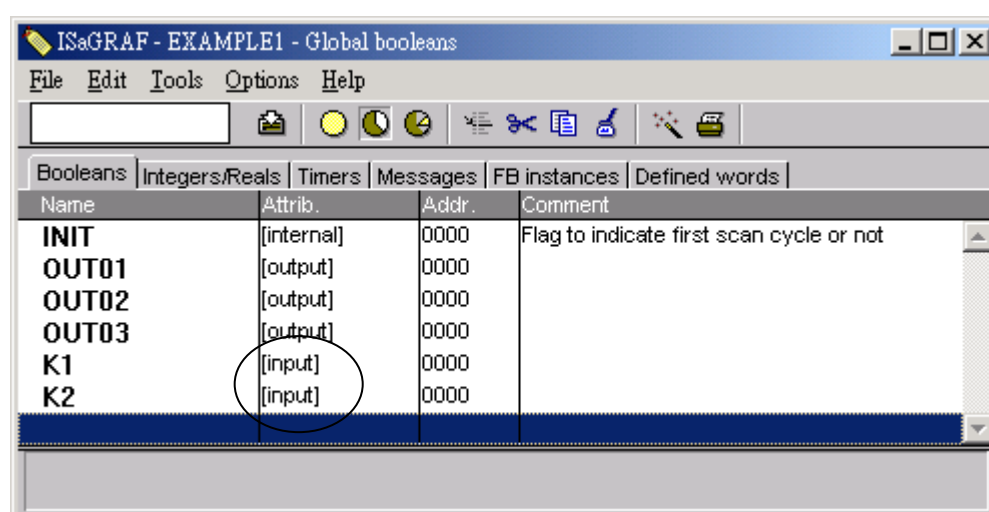 ISaGRAF - EXAMPLE1 - Global booleans
File Edit Tools Options Help
Booleans Integers/Reals Timers Messages FB instances Defined words
Name Attrib. Addr. Comment
INIT [internal] 0000 Flag to indicate first scan cycle or not
OUT01 [output] 0000
OUT02 [output] 0000
OUT03 [output] 0000
K1 [input] 0000
K2 [input] 0000